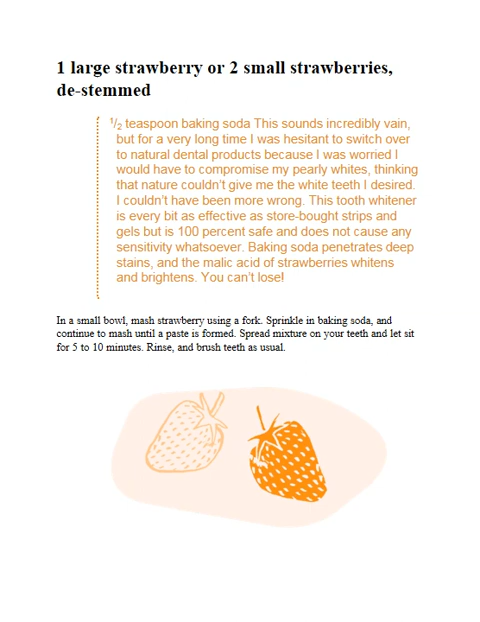 1 large strawberry or 2 small strawberries,
de-stemmed
1/2 teaspoon baking soda This sounds incredibly vain,
but for a very long time I was hesitant to switch over
to natural dental products because I was worried I
would have to compromise my pearly whites, thinking
that nature couldn’t give me the white teeth I desired.
I couldn’t have been more wrong. This tooth whitener
is every bit as effective as store-bought strips and
gels but is 100 percent safe and does not cause any
sensitivity whatsoever. Baking soda penetrates deep
stains, and the malic acid of strawberries whitens
and brightens. You can’t lose!
In a small bowl, mash strawberry using a fork. Sprinkle in baking soda, and
continue to mash until a paste is formed. Spread mixture on your teeth and let sit
for 5 to 10 minutes. Rinse, and brush teeth as usual.